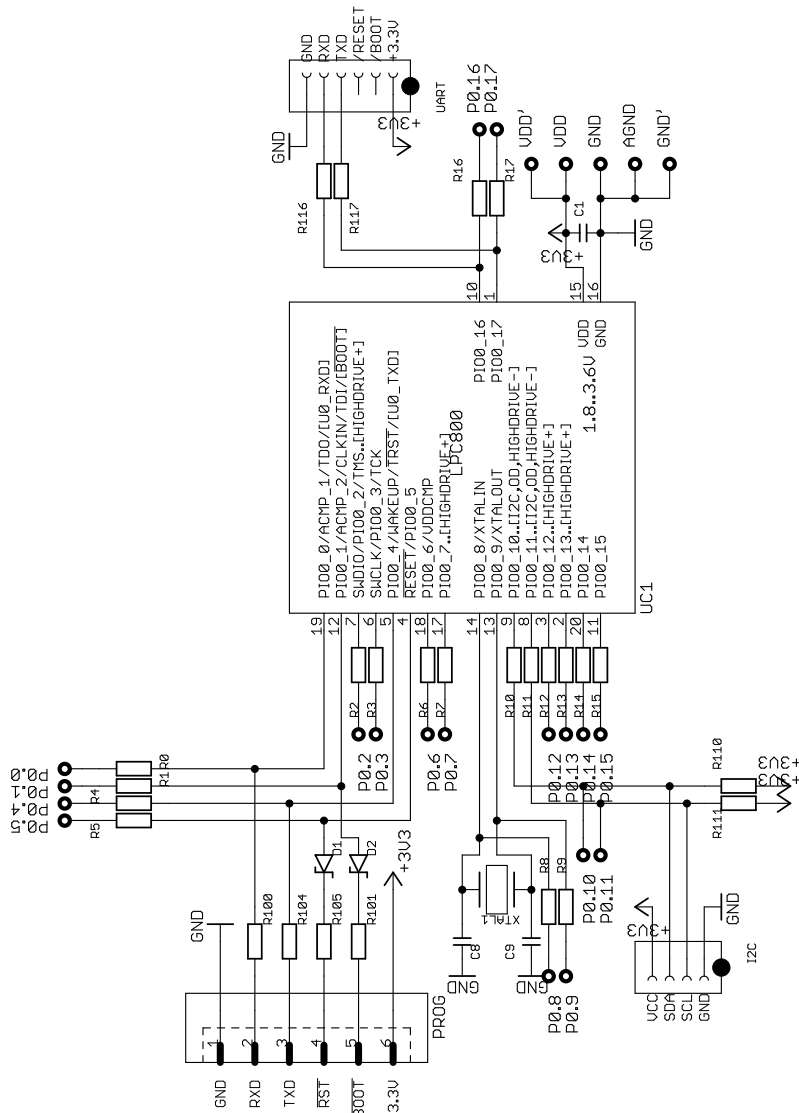 GND
RXD
TXD
/RESET
/BOOT
+3.3V
UART
GND
+3V3
R116
R117
P0.16
P0.17
R16
R17
VDD'
VDD
GND
AGND
GND'
C1
+3V3
GND
10
1
15
16
PIO0_16
PIO0_17
1.8..3.6V VDD
GND
LPC800
PIO0_0/ACMP_1/TDO/[U0_RXD]
PIO0_1/ACMP_2/CLKIN/TDI/[BOOT]
SWDIO/PIO0_2/TMS..[HIGHDRIVE+]
SWCLK/PIO0_3/TCK
PIO0_4/WAKEUP/TRST/[U0_TXD]
RESET/PIO0_5
PIO0_6/VDDCMP
PIO0_7..[HIGHDRIVE+]
PIO0_8/XTALIN
PIO0_9/XTALOUT
PIO0_10..[I2C,OD,HIGHDRIVE-]
PIO0_11..[I2C,OD,HIGHDRIVE-]
PIO0_12..[HIGHDRIVE+]
PIO0_13..[HIGHDRIVE+]
PIO0_14
PIO0_15
UC1
19
12
7
6
5
4
18
17
14
13
9
8
3
2
20
11
R2
R3
R6
R7
R10
R11
R12
R13
R14
R15
P0.2
P0.3
P0.6
P0.7
P0.12
P0.13
P0.14
P0.15
P0.0
P0.1
P0.4
P0.5
R0
R1
R4
R5
R110
R111
+3V3
+3V3
D1
D2
+3V3
R8
R9
P0.10
P0.11
XTAL1
C8
C9
GND
GND
P0.8
P0.9
GND
R100
R104
R105
R101
PROG
1
2
3
4
5
6
GND
RXD
TXD
RST
BOOT
3.3V
+3V3
GND
I2C
VCC
SDA
SCL
GND